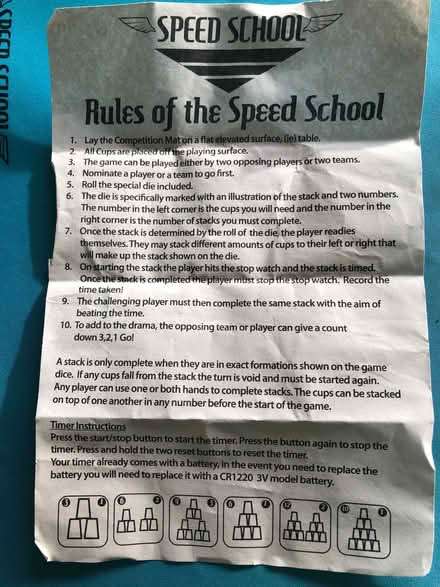 SPEED SCHOOL
SPEED SCHOOL
Rules of the Speed School
1. Lay the Competition Mat on a flat elevated surface, (ie) table.
2. All Cups are placed off the playing surface.
3. The game can be played either by two opposing players or two teams.
4. Nominate a player or a team to go first.
5. Roll the special die included.
6. The die is specifically marked with an illustration of the stack and two numbers.
The number in the left corner is the cups you will need and the number in the
right corner is the number of stacks you must complete.
7. Once the stack is determined by the roll of the die, the player readies
themselves. They may stack different amounts of cups to their left or right that
will make up the stack shown on the die.
8. On starting the stack the player hits the stop watch and the stack is timed.
Once the stack is completed the player must stop the stop watch. Record the
time taken!
9. The challenging player must then complete the same stack with the aim of
beating the time.
10. To add to the drama, the opposing team or player can give a count
down 3,2,1 Go!
A stack is only complete when they are in exact formations shown on the game
dice. If any cups fall from the stack the turn is void and must be started again.
Any player can use one or both hands to complete stacks. The cups can be stacked
on top of one another in any number before the start of the game.
Timer Instructions
Press the start/stop button to start the timer. Press the button again to stop the
timer. Press and hold the two reset buttons to reset the timer.
Your timer already comes with a battery, in the event you need to replace the
battery you will need to replace it with a CR1220 3V model battery.
3 1 6 2 9 3 6 1 12 2 10 1